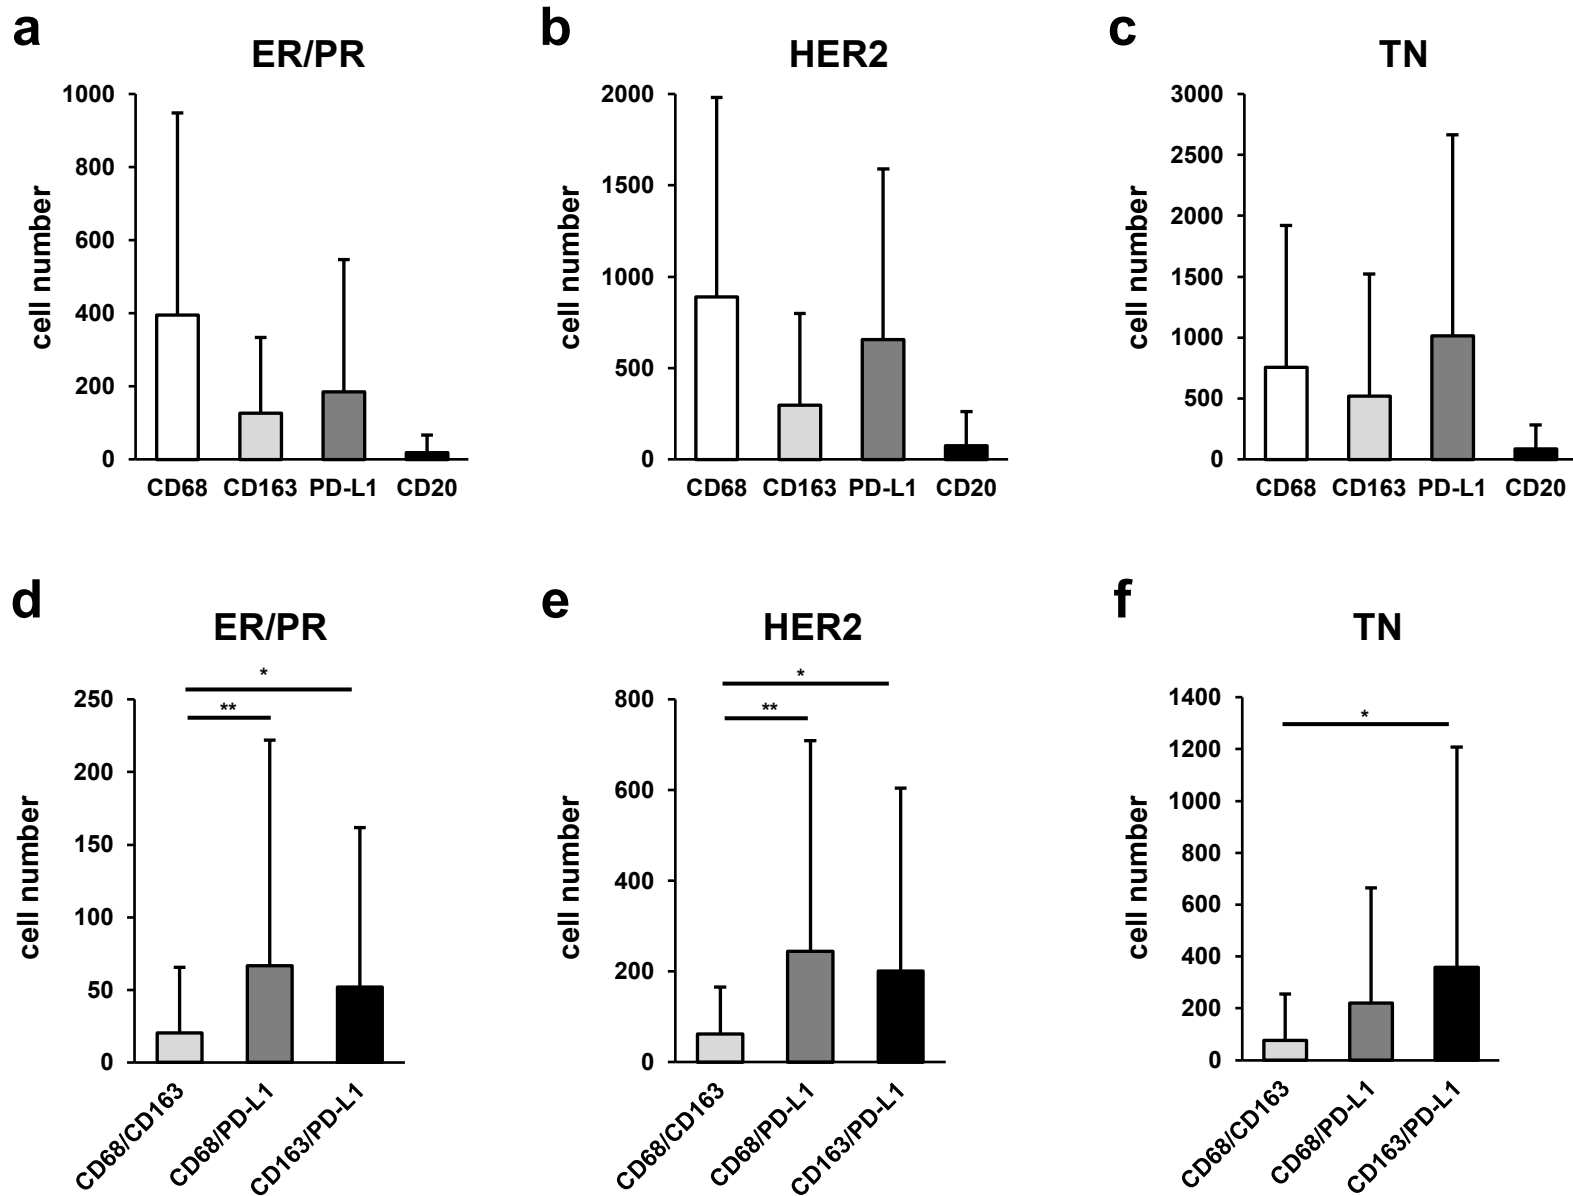 a
ER/PR
cell number
1000
800
600
400
200
0
CD68 CD163 PD-L1 CD20
b
HER2
cell number
2000
1500
1000
500
0
CD68 CD163 PD-L1 CD20
c
TN
cell number
3000
2500
2000
1500
1000
500
0
CD68 CD163 PD-L1 CD20
d
ER/PR
*
**
cell number
250
200
150
100
50
0
CD68/CD163
CD68/PD-L1
CD163/PD-L1
e
HER2
*
**
cell number
800
600
400
200
0
CD68/CD163
CD68/PD-L1
CD163/PD-L1
f
TN
*
cell number
1400
1200
1000
800
600
400
200
0
CD68/CD163
CD68/PD-L1
CD163/PD-L1